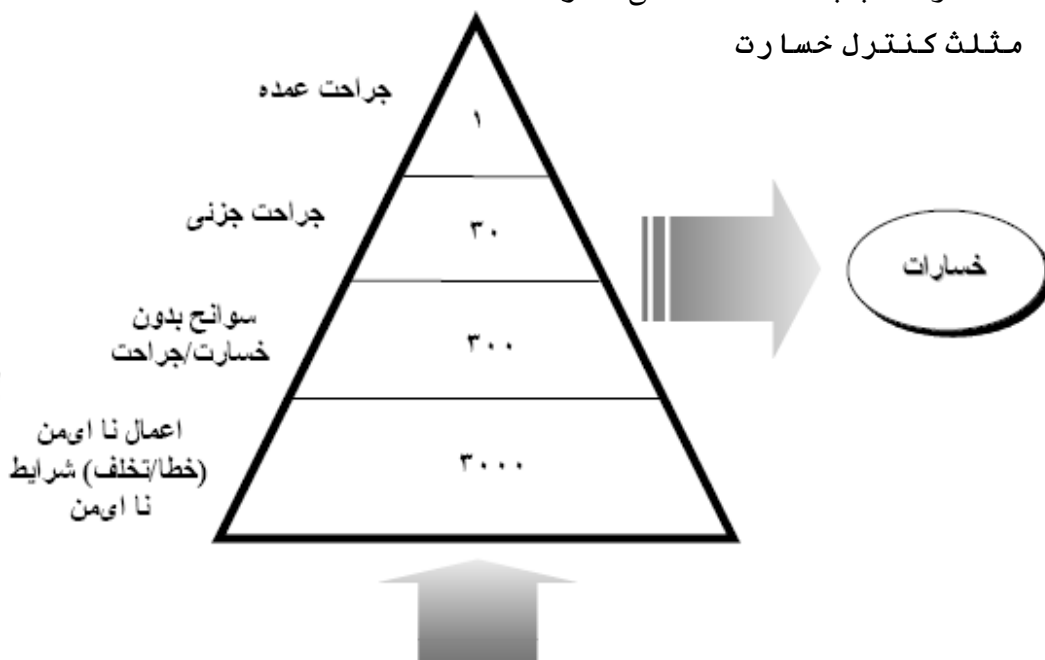 مثلث کنترل خسارت
جراحت عمده
۱
جراحت جزئی
۳۰
خسارات
سوانح بدون
خسارت/جراحت
۳۰۰
اعمال نا ایمن
(خطا/تخلف) شرایط
نا ایمن
۳۰۰۰